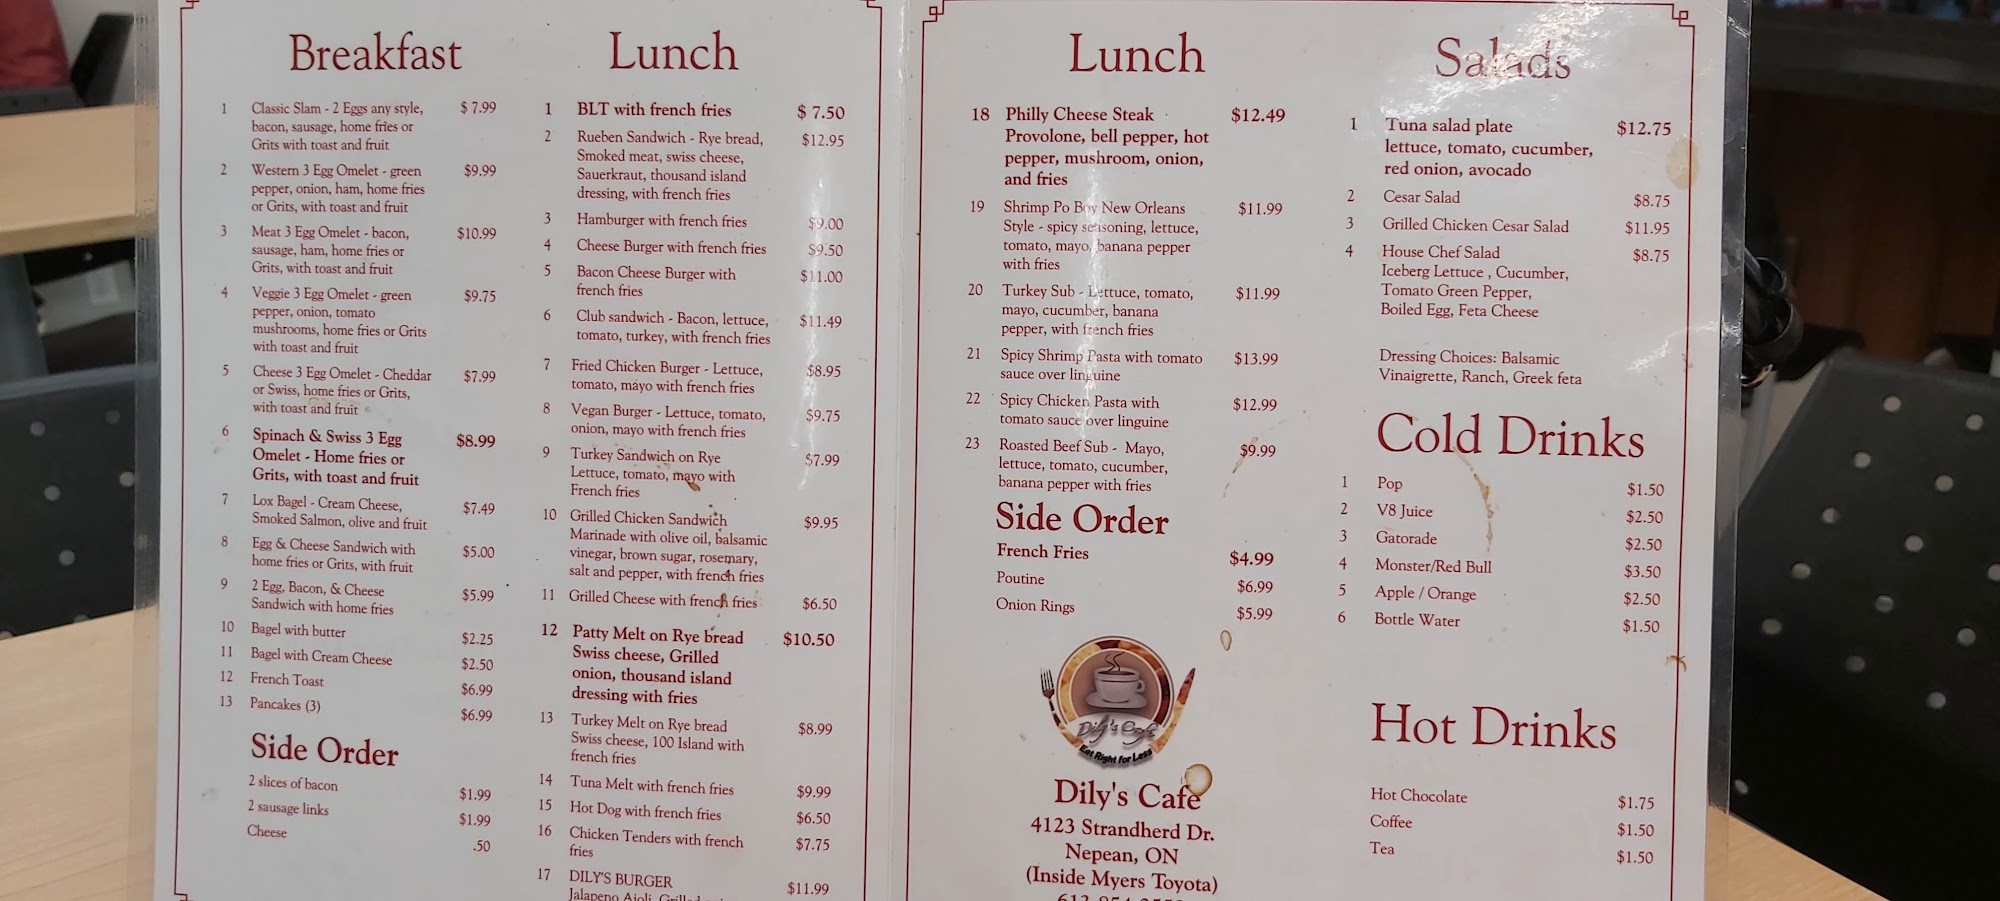 Breakfast
1 Classic Slam - 2 Eggs any style, $ 7.99
bacon, sausage, home fries or
Grits with toast and fruit
2 Western 3 Egg Omelet - green $9.99
pepper, onion, ham, home fries
or Grits, with toast and fruit
3 Meat 3 Egg Omelet - bacon, $10.99
sausage, ham, home fries or
Grits, with toast and fruit
4 Veggie 3 Egg Omelet - green $9.75
pepper, onion, tomato
mushrooms, home fries or Grits
with toast and fruit
5 Cheese 3 Egg Omelet - Cheddar $7.99
or Swiss, home fries or Grits,
with toast and fruit
6 Spinach & Swiss 3 Egg $8.99
Omelet - Home fries or
Grits, with toast and fruit
7 Lox Bagel - Cream Cheese, $7.49
Smoked Salmon, olive and fruit
8 Egg & Cheese Sandwich with $5.00
home fries or Grits, with fruit
9 2 Egg, Bacon, & Cheese $5.99
Sandwich with home fries
10 Bagel with butter $2.25
11 Bagel with Cream Cheese $2.50
12 French Toast $6.99
13 Pancakes (3) $6.99
Side Order
2 slices of bacon $1.99
2 sausage links $1.99
Cheese .50
Lunch
1 BLT with french fries $ 7.50
2 Rueben Sandwich - Rye bread, $12.95
Smoked meat, swiss cheese,
Sauerkraut, thousand island
dressing, with french fries
3 Hamburger with french fries $9.00
4 Cheese Burger with french fries $9.50
5 Bacon Cheese Burger with $11.00
french fries
6 Club sandwich - Bacon, lettuce, $11.49
tomato, turkey, with french fries
7 Fried Chicken Burger - Lettuce, $8.95
tomato, mayo with french fries
8 Vegan Burger - Lettuce, tomato, $9.75
onion, mayo with french fries
9 Turkey Sandwich on Rye $7.99
Lettuce, tomato, mayo with
French fries
10 Grilled Chicken Sandwich $9.95
Marinade with olive oil, balsamic
vinegar, brown sugar, rosemary,
salt and pepper, with french fries
11 Grilled Cheese with french fries $6.50
12 Patty Melt on Rye bread $10.50
Swiss cheese, Grilled
onion, thousand island
dressing with fries
13 Turkey Melt on Rye bread $8.99
Swiss cheese, 100 Island with
french fries
14 Tuna Melt with french fries $9.99
15 Hot Dog with french fries $6.50
16 Chicken Tenders with french $7.75
fries
17 DILY'S BURGER $11.99
Jalapeno Aioli, Grilled
Lunch
18 Philly Cheese Steak $12.49
Provolone, bell pepper, hot
pepper, mushroom, onion,
and fries
19 Shrimp Po Boy New Orleans $11.99
Style - spicy seasoning, lettuce,
tomato, mayo, banana pepper
with fries
20 Turkey Sub - Lettuce, tomato, $11.99
mayo, cucumber, banana
pepper, with french fries
21 Spicy Shrimp Pasta with tomato $13.99
sauce over linguine
22 Spicy Chicken Pasta with $12.99
tomato sauce over linguine
23 Roasted Beef Sub - Mayo, $9.99
lettuce, tomato, cucumber,
banana pepper with fries
Side Order
French Fries $4.99
Poutine $6.99
Onion Rings $5.99
Dily's Cafe
Eat Right for Less
Dily's Cafe
4123 Strandherd Dr.
Nepean, ON
(Inside Myers Toyota)
Salads
1 Tuna salad plate $12.75
lettuce, tomato, cucumber,
red onion, avocado
2 Cesar Salad $8.75
3 Grilled Chicken Cesar Salad $11.95
4 House Chef Salad $8.75
Iceberg Lettuce , Cucumber,
Tomato Green Pepper,
Boiled Egg, Feta Cheese
Dressing Choices: Balsamic
Vinaigrette, Ranch, Greek feta
Cold Drinks
1 Pop $1.50
2 V8 Juice $2.50
3 Gatorade $2.50
4 Monster/Red Bull $3.50
5 Apple / Orange $2.50
6 Bottle Water $1.50
Hot Drinks
Hot Chocolate $1.75
Coffee $1.50
Tea $1.50